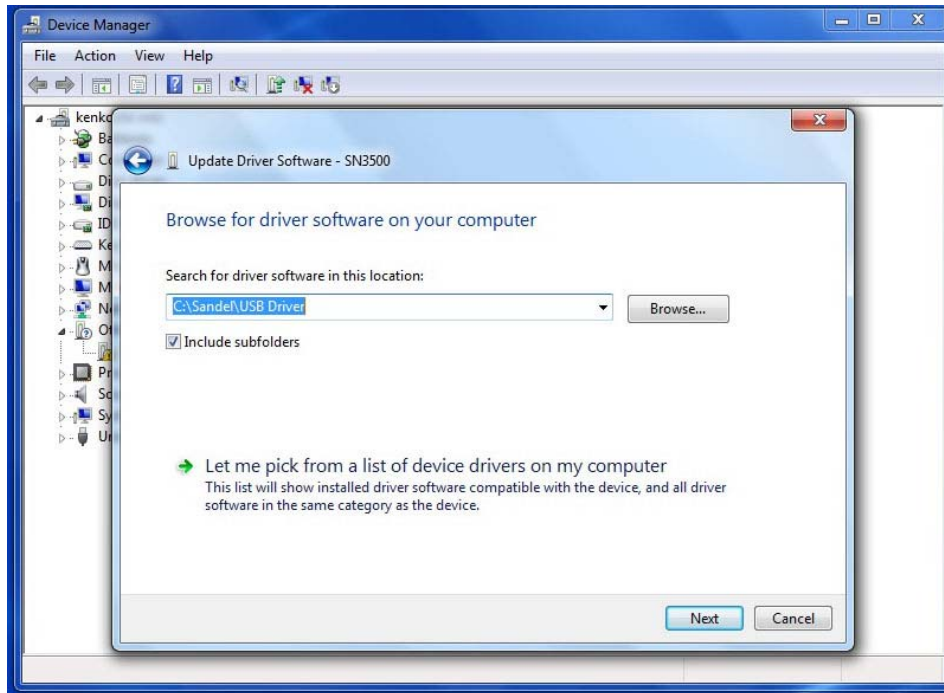 Device Manager
File Action View Help
Update Driver Software - SN3500
Browse for driver software on your computer
Search for driver software in this location:
C:\Sandel\USB Driver
Browse...
Include subfolders
Let me pick from a list of device drivers on my computer
This list will show installed driver software compatible with the device, and all driver
software in the same category as the device.
Next Cancel